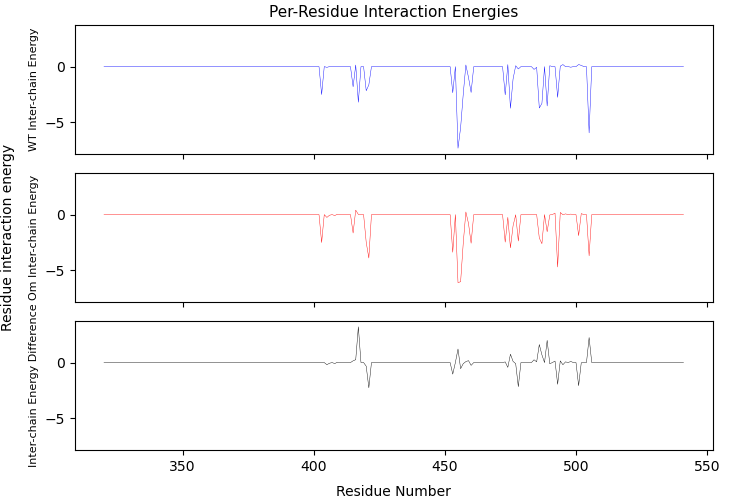 Per-Residue Interaction Energies
Residue interaction energy
WT Inter-chain Energy
0
−5
Om Inter-chain Energy
0
−5
Inter-chain Energy Difference
0
−5
350
400
450
500
550
Residue Number